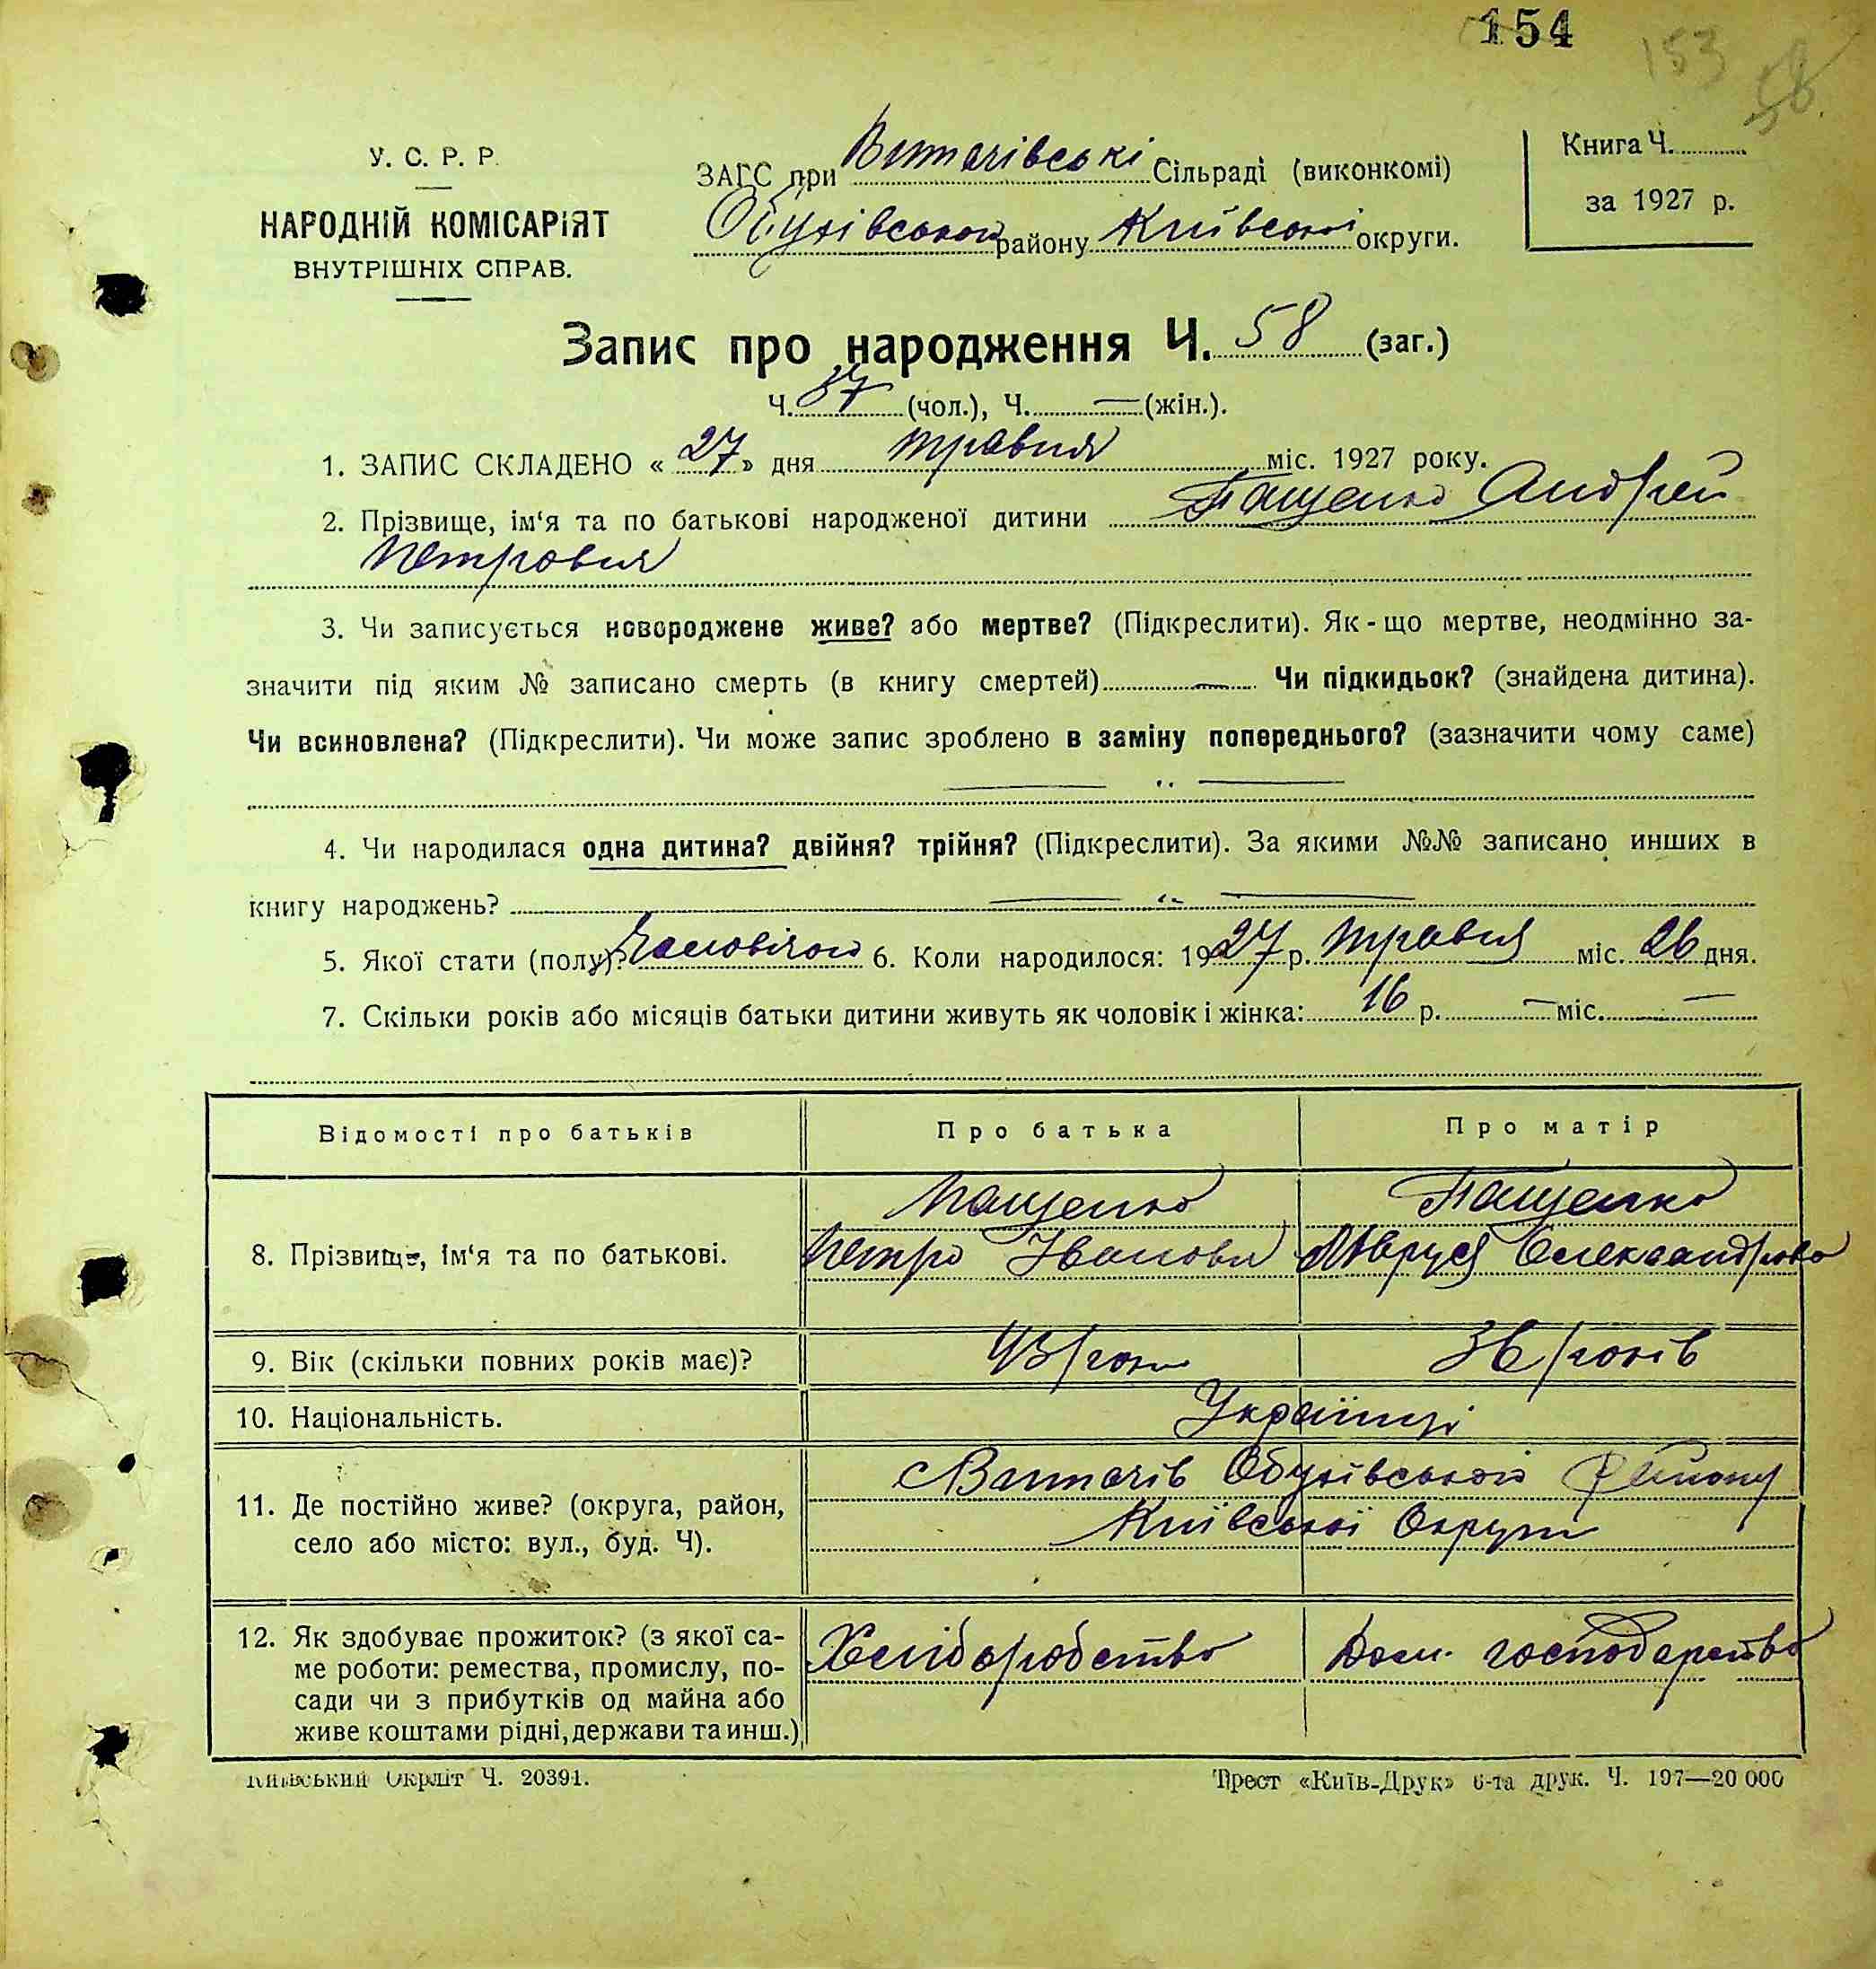 154
153
58
У. С. Р. Р.
НАРОДНІЙ КОМІСАРІЯТ
ВНУТРІШНІХ СПРАВ.
ЗАГС при Витачівські Сільраді (виконкомі)
Обухівського району Київської округи.
Книга Ч.
за 1927 р.
Запис про народження Ч. 58 (заг.)
Ч. 37 (чол.), Ч. — (жін.).
1. ЗАПИС СКЛАДЕНО « 27 » дня травня міс. 1927 року.
2. Прізвище, ім'я та по батькові народженої дитини Пащенко Андрей
Петрович
3. Чи записується новороджене живе? або мертве? (Підкреслити). Як-що мертве, неодмінно за-
значити під яким № записано смерть (в книгу смертей) — Чи підкидьок? (знайдена дитина).
Чи всиновлена? (Підкреслити). Чи може запис зроблено в заміну попереднього? (зазначити чому саме)
— „ —
4. Чи народилася одна дитина? двійня? трійня? (Підкреслити). За якими №№ записано инших в
книгу народжень? — „ —
5. Якої стати (полу)? 6. Коли народилося: 1927 р. травня міс. 26 дня.
7. Скільки років або місяців батьки дитини живуть як чоловік і жінка: 16 р. — міс. —
Відомості про батьків
Про батька
Про матір
8. Прізвище, ім'я та по батькові.
Пащенко
Петро Іванович
Пащенко
Олександрова
9. Вік (скільки повних років має)?
43 роки
36 років
10. Національність.
Українці
11. Де постійно живе? (округа, район,
село або місто: вул., буд. Ч).
с Витачів Обухівського Району
Київської Округи
12. Як здобуває прожиток? (з якої са-
ме роботи: ремества, промислу, по-
сади чи з прибутків од майна або
живе коштами рідні, держави та инш.)
Хеліборобство
Дом. господарство
Київський Окрліт Ч. 20391.
Трест «Київ-Друк» 6-та друк. Ч. 197—20 000